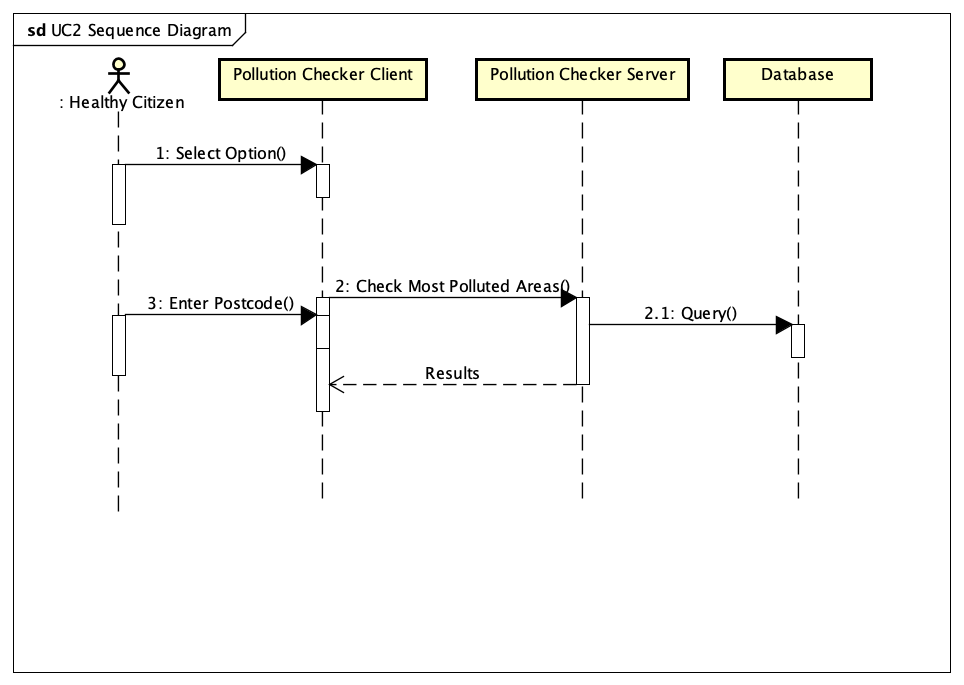 sd UC2 Sequence Diagram
: Healthy Citizen
Pollution Checker Client
Pollution Checker Server
Database
1: Select Option()
2: Check Most Polluted Areas()
3: Enter Postcode()
2.1: Query()
Results